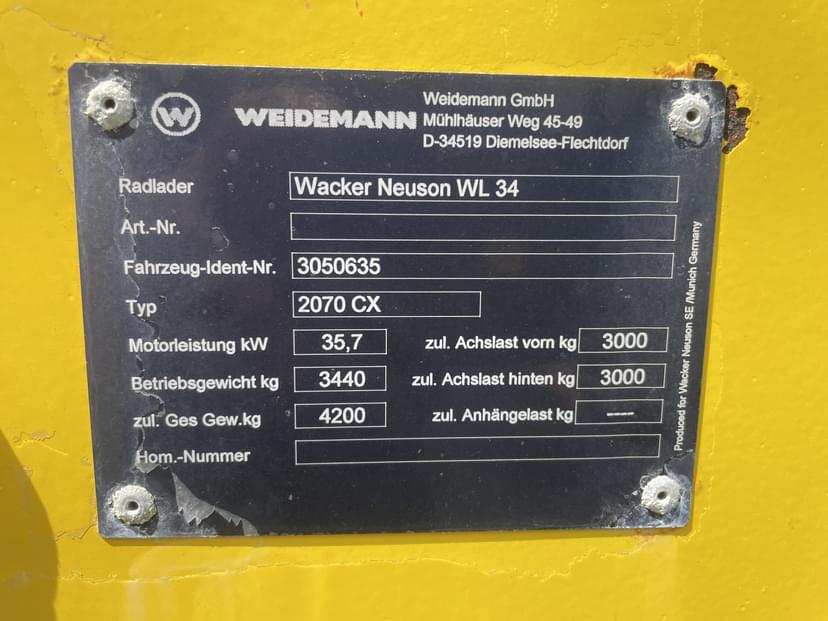 W WEIDEMANN
Weidemann GmbH
Mühlhäuser Weg 45-49
D-34519 Diemelsee-Flechtdorf
Radlader Wacker Neuson WL 34
Art.-Nr.
Fahrzeug-Ident-Nr. 3050635
Typ 2070 CX
Motorleistung kW 35,7 zul. Achslast vorn kg 3000
Betriebsgewicht kg 3440 zul. Achslast hinten kg 3000
zul. Ges Gew.kg 4200 zul. Anhängelast kg ----
Hom.-Nummer
Produced for Wacker Neuson SE /Munich Germany